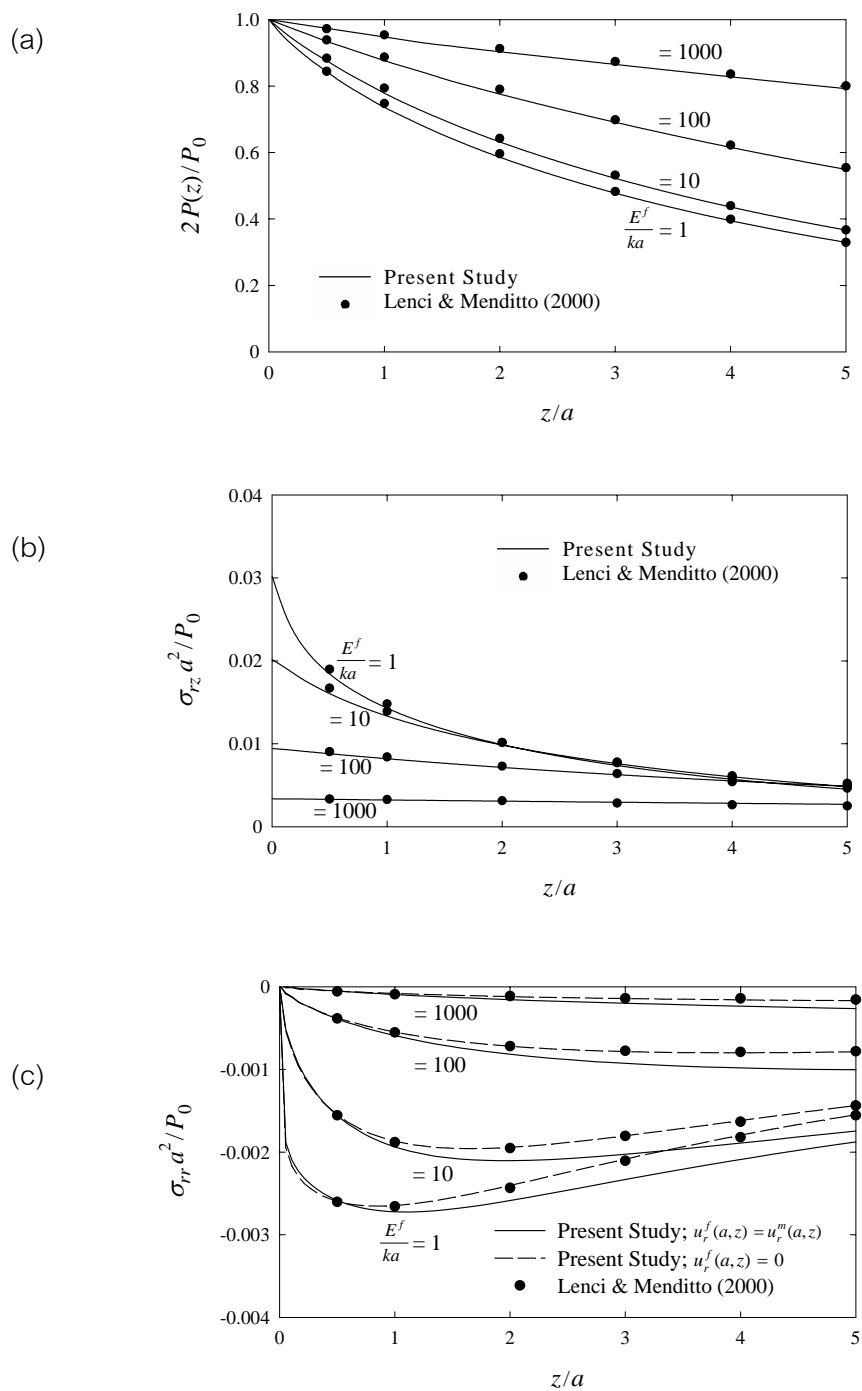 (a)
1.0
0.8
0.6
0.4
0.2
0
2P(z)/P₀
= 1000
= 100
= 10
E^f/ka = 1
Present Study
Lenci & Menditto (2000)
0 1 2 3 4 5
z/a
(b)
0.04
0.03
0.02
0.01
0
σ_rz a²/P₀
Present Study
Lenci & Menditto (2000)
E^f/ka = 1
= 10
= 100
= 1000
0 1 2 3 4 5
z/a
(c)
0
-0.001
-0.002
-0.003
-0.004
σ_rr a²/P₀
= 1000
= 100
= 10
E^f/ka = 1
Present Study; u_r^f(a,z) = u_r^m(a,z)
Present Study; u_r^f(a,z) = 0
Lenci & Menditto (2000)
0 1 2 3 4 5
z/a